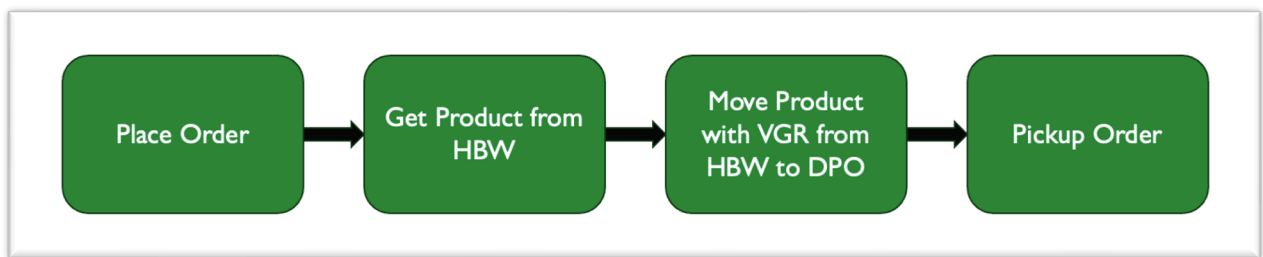 Place Order
Get Product from
HBW
Move Product
with VGR from
HBW to DPO
Pickup Order